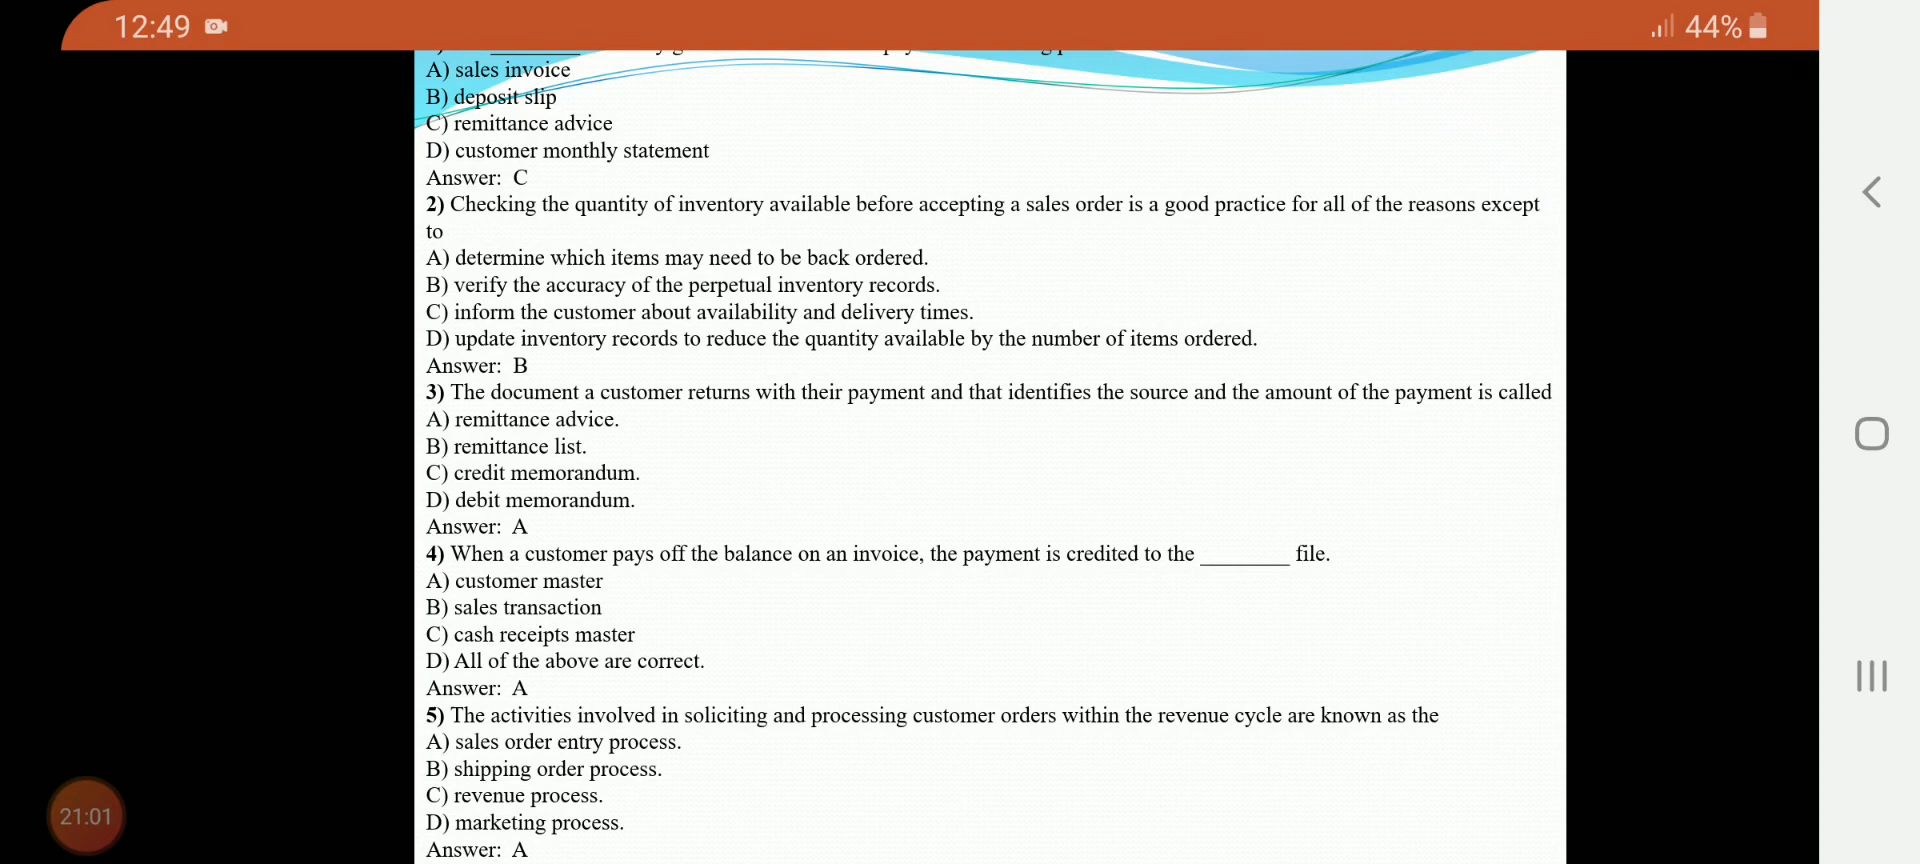 12:49
44%
A) sales invoice
B) deposit slip
C) remittance advice
D) customer monthly statement
Answer: C
2) Checking the quantity of inventory available before accepting a sales order is a good practice for all of the reasons except
to
A) determine which items may need to be back ordered.
B) verify the accuracy of the perpetual inventory records.
C) inform the customer about availability and delivery times.
D) update inventory records to reduce the quantity available by the number of items ordered.
Answer: B
3) The document a customer returns with their payment and that identifies the source and the amount of the payment is called
A) remittance advice.
B) remittance list.
C) credit memorandum.
D) debit memorandum.
Answer: A
4) When a customer pays off the balance on an invoice, the payment is credited to the ________ file.
A) customer master
B) sales transaction
C) cash receipts master
D) All of the above are correct.
Answer: A
5) The activities involved in soliciting and processing customer orders within the revenue cycle are known as the
A) sales order entry process.
B) shipping order process.
C) revenue process.
D) marketing process.
Answer: A
21:01